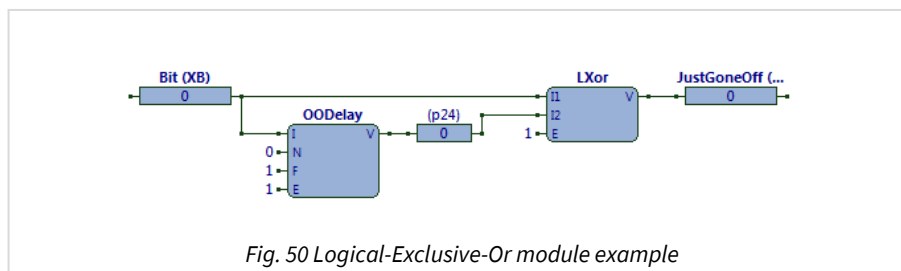 Bit (XB)
0
OODelay
I V
0 N
1 F
1 E
(p24)
0
LXor
I1 V
I2
1 E
JustGoneOff (...
0
Fig. 50 Logical-Exclusive-Or module example